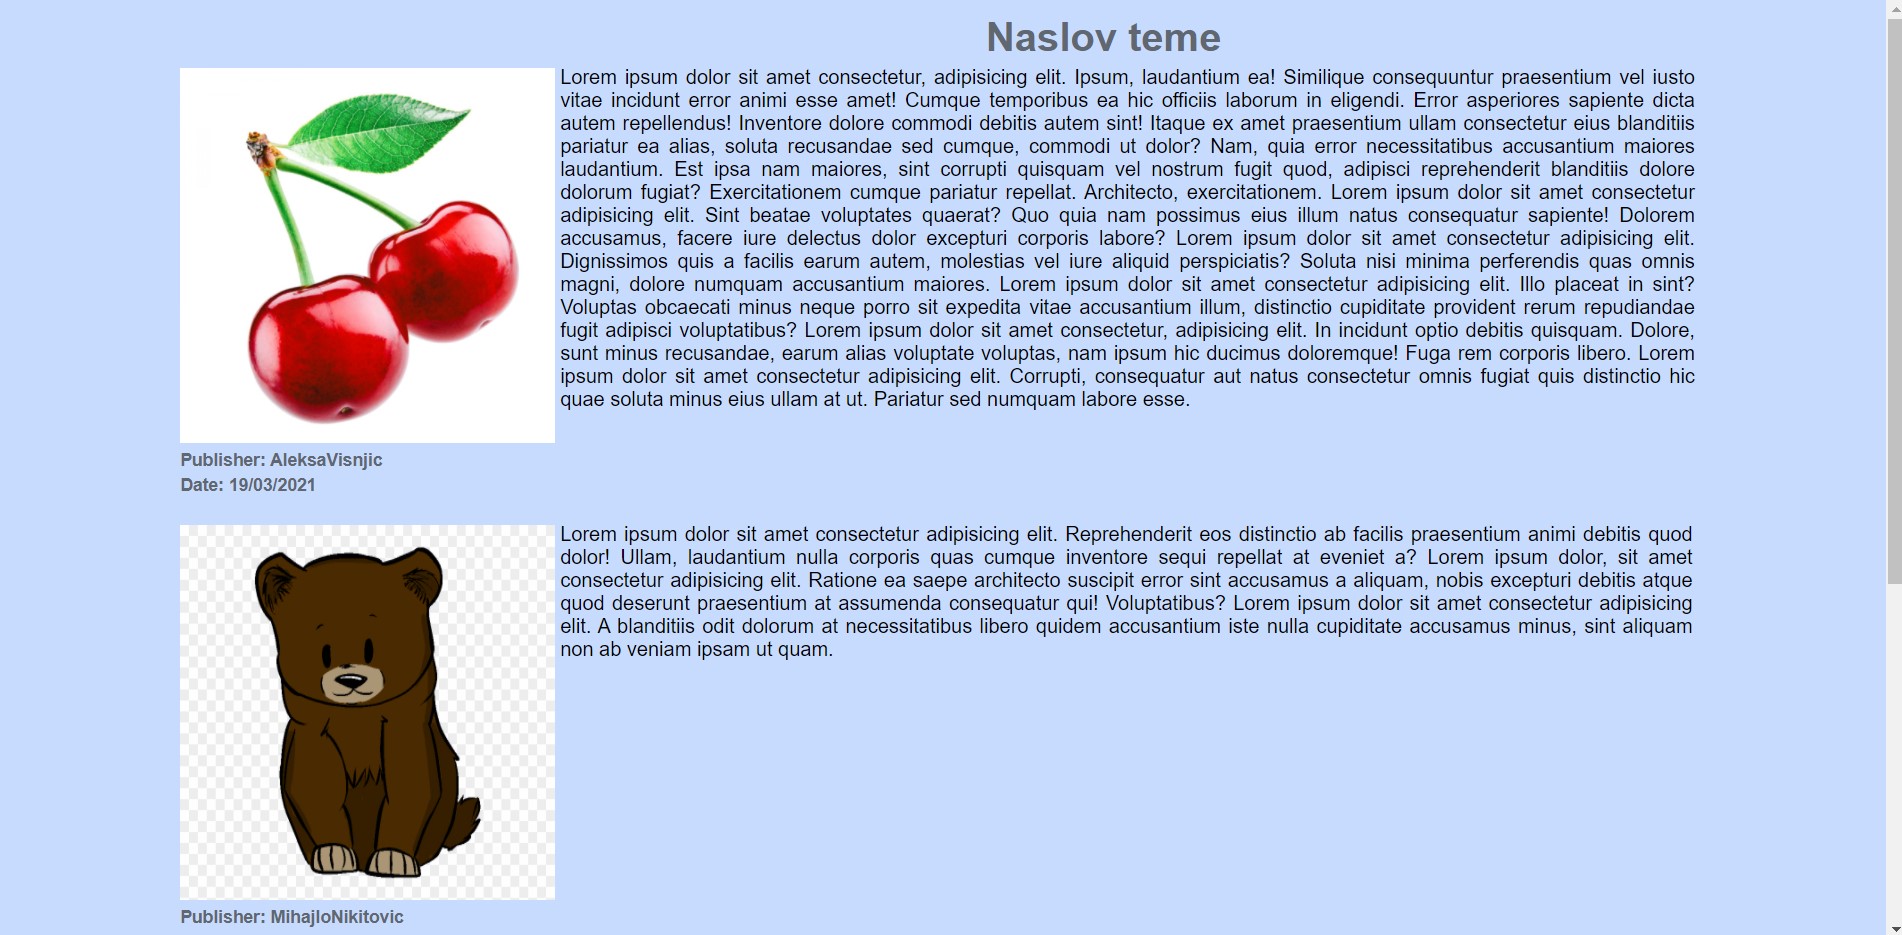 Naslov teme
Lorem ipsum dolor sit amet consectetur, adipisicing elit. Ipsum, laudantium ea! Similique consequuntur praesentium vel iusto
vitae incidunt error animi esse amet! Cumque temporibus ea hic officiis laborum in eligendi. Error asperiores sapiente dicta
autem repellendus! Inventore dolore commodi debitis autem sint! Itaque ex amet praesentium ullam consectetur eius blanditiis
pariatur ea alias, soluta recusandae sed cumque, commodi ut dolor? Nam, quia error necessitatibus accusantium maiores
laudantium. Est ipsa nam maiores, sint corrupti quisquam vel nostrum fugit quod, adipisci reprehenderit blanditiis dolore
dolorum fugiat? Exercitationem cumque pariatur repellat. Architecto, exercitationem. Lorem ipsum dolor sit amet consectetur
adipisicing elit. Sint beatae voluptates quaerat? Quo quia nam possimus eius illum natus consequatur sapiente! Dolorem
accusamus, facere iure delectus dolor excepturi corporis labore? Lorem ipsum dolor sit amet consectetur adipisicing elit.
Dignissimos quis a facilis earum autem, molestias vel iure aliquid perspiciatis? Soluta nisi minima perferendis quas omnis
magni, dolore numquam accusantium maiores. Lorem ipsum dolor sit amet consectetur adipisicing elit. Illo placeat in sint?
Voluptas obcaecati minus neque porro sit expedita vitae accusantium illum, distinctio cupiditate provident rerum repudiandae
fugit adipisci voluptatibus? Lorem ipsum dolor sit amet consectetur, adipisicing elit. In incidunt optio debitis quisquam. Dolore,
sunt minus recusandae, earum alias voluptate voluptas, nam ipsum hic ducimus doloremque! Fuga rem corporis libero. Lorem
ipsum dolor sit amet consectetur adipisicing elit. Corrupti, consequatur aut natus consectetur omnis fugiat quis distinctio hic
quae soluta minus eius ullam at ut. Pariatur sed numquam labore esse.
Publisher: AleksaVisnjic
Date: 19/03/2021
Lorem ipsum dolor sit amet consectetur adipisicing elit. Reprehenderit eos distinctio ab facilis praesentium animi debitis quod
dolor! Ullam, laudantium nulla corporis quas cumque inventore sequi repellat at eveniet a? Lorem ipsum dolor, sit amet
consectetur adipisicing elit. Ratione ea saepe architecto suscipit error sint accusamus a aliquam, nobis excepturi debitis atque
quod deserunt praesentium at assumenda consequatur qui! Voluptatibus? Lorem ipsum dolor sit amet consectetur adipisicing
elit. A blanditiis odit dolorum at necessitatibus libero quidem accusantium iste nulla cupiditate accusamus minus, sint aliquam
non ab veniam ipsam ut quam.
Publisher: MihajloNikitovic